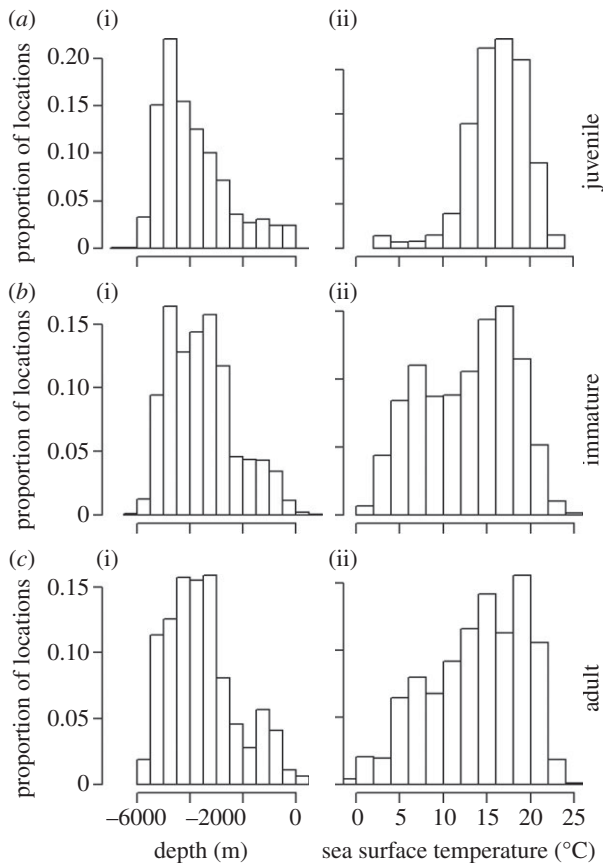 (a) (i) (ii)
0.20
0.15
0.10
0.05
0
proportion of locations
juvenile
(b) (i) (ii)
0.15
0.10
0.05
0
proportion of locations
immature
(c) (i) (ii)
0.15
0.10
0.05
0
proportion of locations
adult
–6000 –2000 0 0 5 10 15 20 25
depth (m) sea surface temperature (°C)